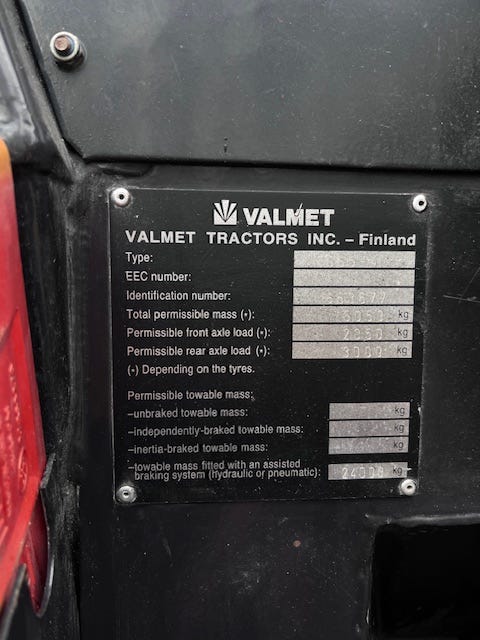 VALMET
VALMET TRACTORS INC. – Finland
Type:
EEC number:
Identification number:
Total permissible mass (•): 5050 kg
Permissible front axle load (•): 2850 kg
Permissible rear axle load (•): 3000 kg
(•) Depending on the tyres.
Permissible towable mass:
–unbraked towable mass: kg
–independently-braked towable mass: kg
–inertia-braked towable mass: kg
–towable mass fitted with an assisted
braking system (hydraulic or pneumatic): kg